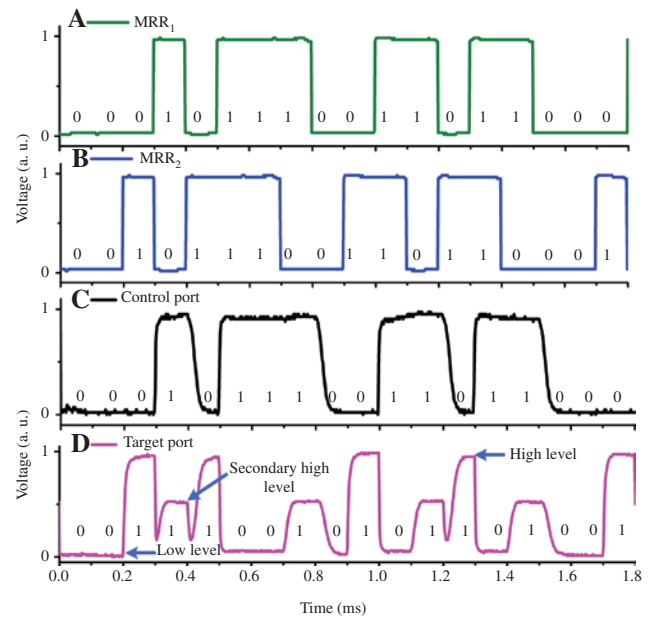 A MRR1
1
0 0 0 1 0 1 1 1 0 0 1 1 0 1 1 0 0 0
0
B MRR2
1
0 0 1 0 1 1 1 0 0 1 1 0 1 1 0 0 0 1
0
Voltage (a. u.)
C Control port
1
0 0 0 1 0 1 1 1 0 0 1 1 0 1 1 0 0 0
0
D Target port
1
High level
Secondary high
level
0 0 1 1 1 0 0 1 0 1 0 1 1 0 1 0 0 1
Low level
0
Voltage (a. u.)
0.0 0.2 0.4 0.6 0.8 1.0 1.2 1.4 1.6 1.8
Time (ms)